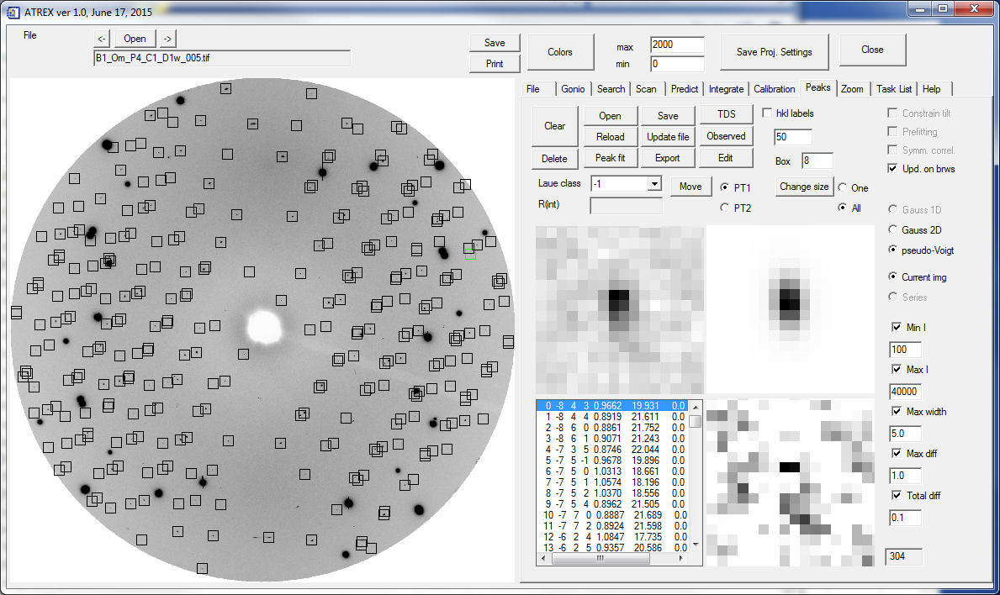 ATREX ver 1.0, June 17, 2015
File
<- Open ->
B1_Om_P4_C1_D1w_005.tif
Save
Print
Colors
max 2000
min 0
Save Proj. Settings
Close
File Gonio Search Scan Predict Integrate Calibration Peaks Zoom Task List Help
Clear
Delete
Open Save TDS
Reload Update file Observed
Peak fit Export Edit
hkl labels
50
Box 8
Laue class -1
R(int)
Move
PT1
PT2
Change size
One
All
Constrain tilt
Prefitting
Symm. correl.
Upd. on brws
Gauss 1D
Gauss 2D
pseudo-Voigt
Current img
Series
Min I
100
Max I
40000
Max width
5.0
Max diff
1.0
Total diff
0.1
304
0 -8 4 3 0.9662 19.931 0.0
1 -8 4 4 0.8919 21.611 0.0
2 -8 6 0 0.8861 21.752 0.0
3 -8 6 1 0.9071 21.243 0.0
4 -7 3 5 0.8746 22.044 0.0
5 -7 5 -1 0.9678 19.896 0.0
6 -7 5 0 1.0313 18.661 0.0
7 -7 5 1 1.0574 18.196 0.0
8 -7 5 2 1.0370 18.556 0.0
9 -7 5 4 0.8962 21.505 0.0
10 -7 7 0 0.8887 21.689 0.0
11 -7 7 2 0.8924 21.598 0.0
12 -6 2 4 1.0847 17.735 0.0
13 -6 2 5 0.9357 20.586 0.0